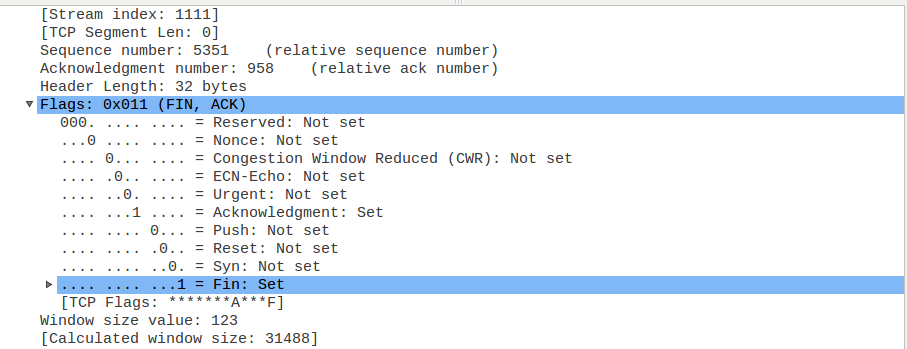 [Stream index: 1111]
[TCP Segment Len: 0]
Sequence number: 5351    (relative sequence number)
Acknowledgment number: 958    (relative ack number)
Header Length: 32 bytes
Flags: 0x011 (FIN, ACK)
000. .... .... = Reserved: Not set
...0 .... .... = Nonce: Not set
.... 0... .... = Congestion Window Reduced (CWR): Not set
.... .0.. .... = ECN-Echo: Not set
.... ..0. .... = Urgent: Not set
.... ...1 .... = Acknowledgment: Set
.... .... 0... = Push: Not set
.... .... .0.. = Reset: Not set
.... .... ..0. = Syn: Not set
.... .... ...1 = Fin: Set
[TCP Flags: *******A***F]
Window size value: 123
[Calculated window size: 31488]